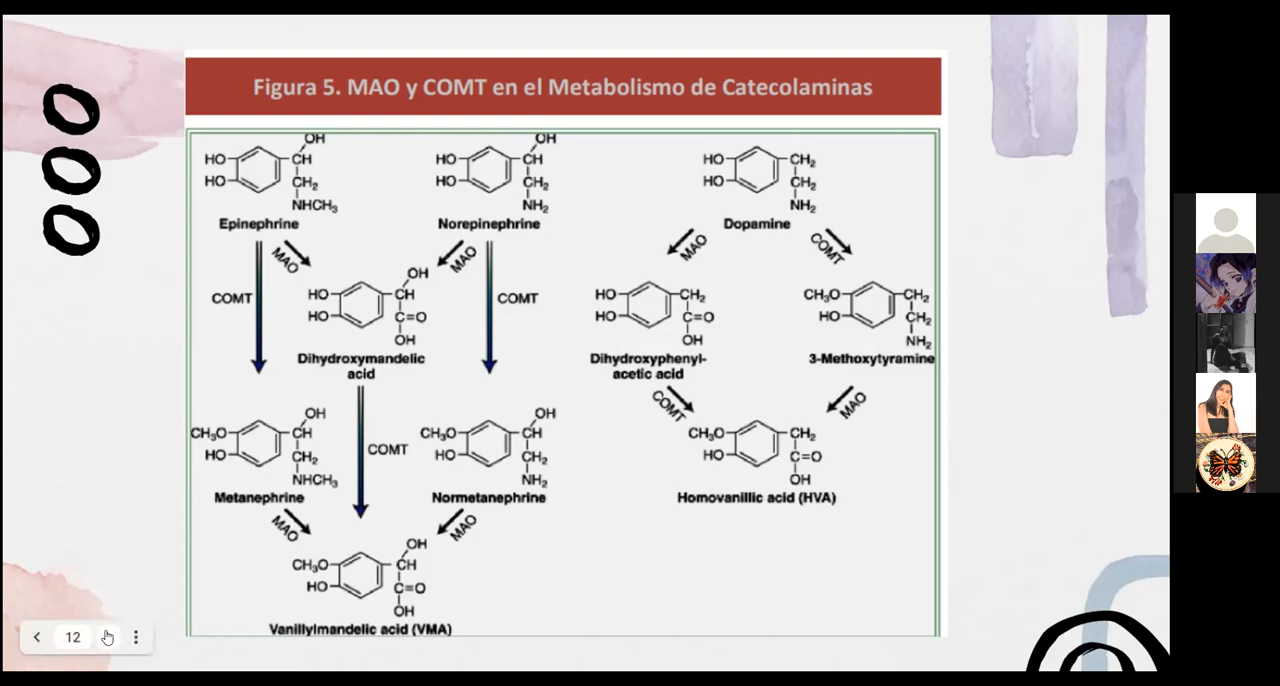 Figura 5. MAO y COMT en el Metabolismo de Catecolaminas
OH
HO
CH
HO
CH₂
NHCH₃
Epinephrine
OH
HO
CH
HO
CH₂
NH₂
Norepinephrine
HO
CH₂
HO
CH₂
NH₂
Dopamine
MAO
MAO
MAO
COMT
COMT
COMT
OH
HO
CH
HO
C=O
OH
Dihydroxymandelic
acid
HO
CH₂
HO
C=O
OH
Dihydroxyphenyl-
acetic acid
CH₃O
CH₂
HO
CH₂
NH₂
3-Methoxytyramine
COMT
COMT
MAO
OH
CH₃O
CH
HO
CH₂
NHCH₃
Metanephrine
OH
CH₃O
CH
HO
CH₂
NH₂
Normetanephrine
CH₃O
CH₂
HO
C=O
OH
Homovanillic acid (HVA)
MAO
MAO
OH
CH₃O
CH
HO
C=O
OH
Vanillylmandelic acid (VMA)
12